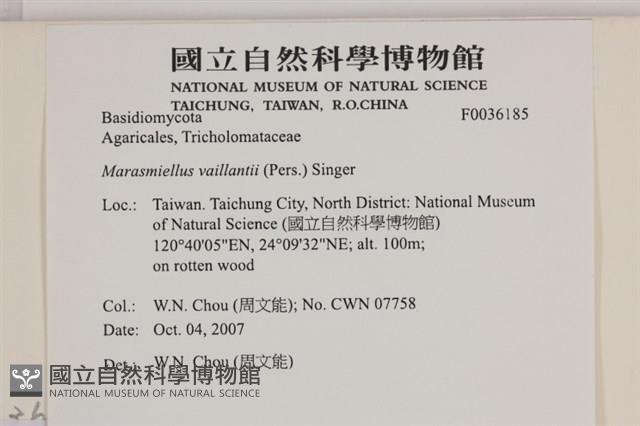 國立自然科學博物館
NATIONAL MUSEUM OF NATURAL SCIENCE
TAICHUNG, TAIWAN, R.O.CHINA
Basidiomycota F0036185
Agaricales, Tricholomataceae
Marasmiellus vaillantii (Pers.) Singer
Loc.: Taiwan. Taichung City, North District: National Museum
of Natural Science (國立自然科學博物館)
120°40'05"EN, 24°09'32"NE; alt. 100m;
on rotten wood
Col.: W.N. Chou (周文能); No. CWN 07758
Date: Oct. 04, 2007
Det.: W.N. Chou (周文能)
國立自然科學博物館
NATIONAL MUSEUM OF NATURAL SCIENCE